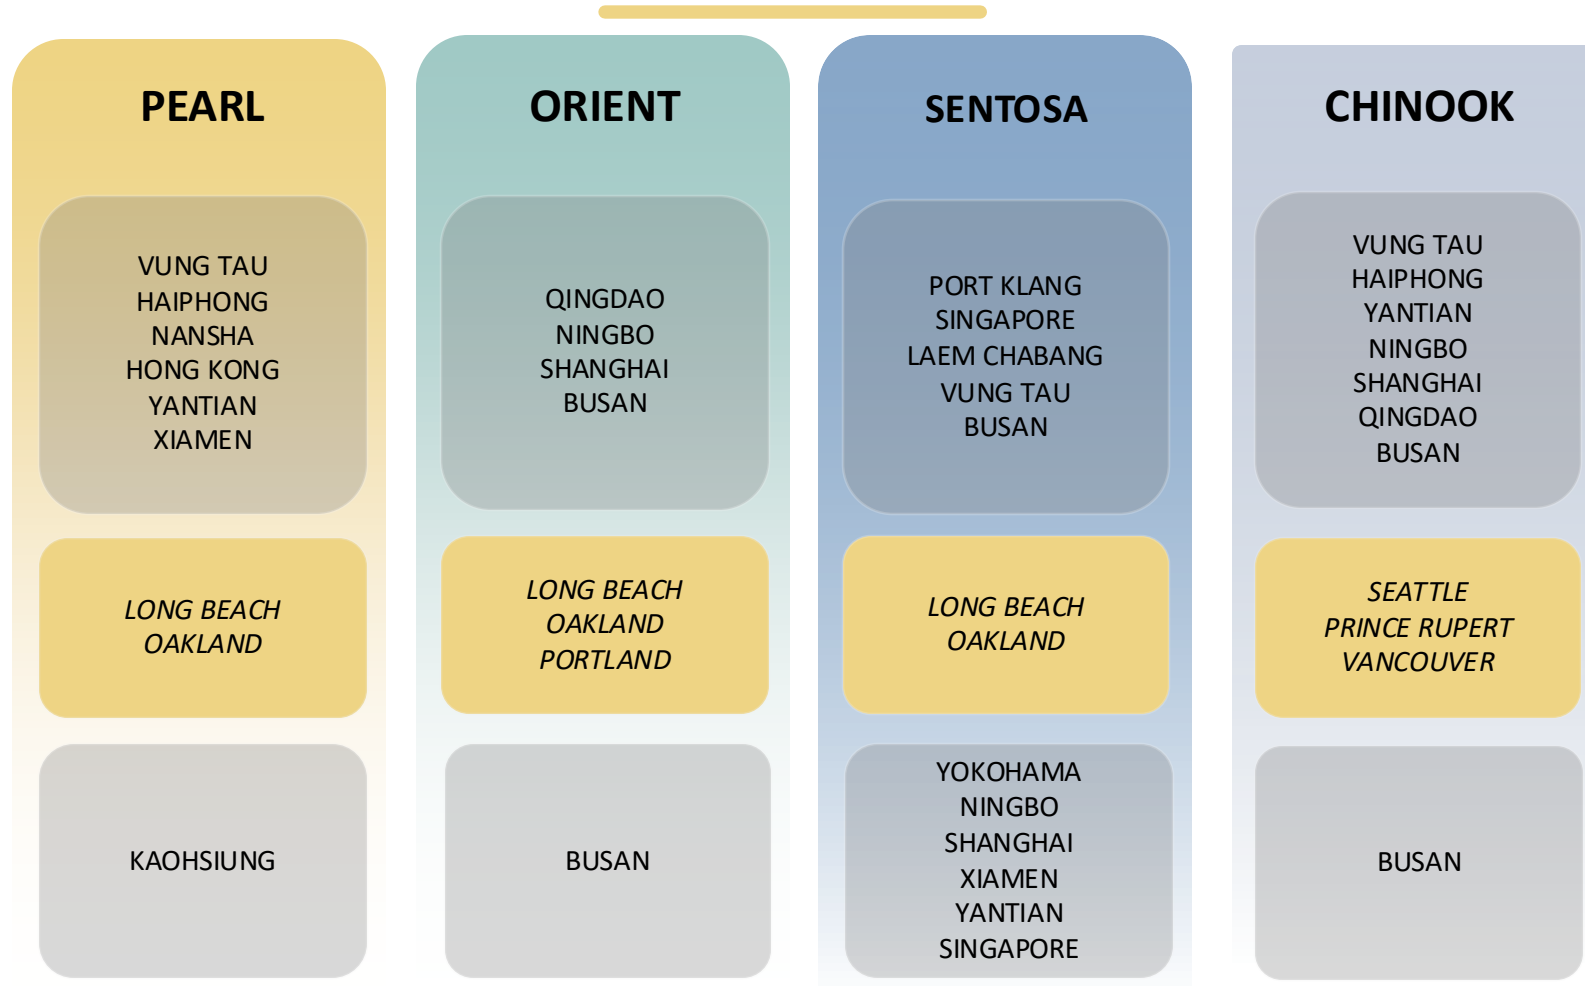 PEARL
VUNG TAU
HAIPHONG
NANSHA
HONG KONG
YANTIAN
XIAMEN
LONG BEACH
OAKLAND
KAOHSIUNG
ORIENT
QINGDAO
NINGBO
SHANGHAI
BUSAN
LONG BEACH
OAKLAND
PORTLAND
BUSAN
SENTOSA
PORT KLANG
SINGAPORE
LAEM CHABANG
VUNG TAU
BUSAN
LONG BEACH
OAKLAND
YOKOHAMA
NINGBO
SHANGHAI
XIAMEN
YANTIAN
SINGAPORE
CHINOOK
VUNG TAU
HAIPHONG
YANTIAN
NINGBO
SHANGHAI
QINGDAO
BUSAN
SEATTLE
PRINCE RUPERT
VANCOUVER
BUSAN